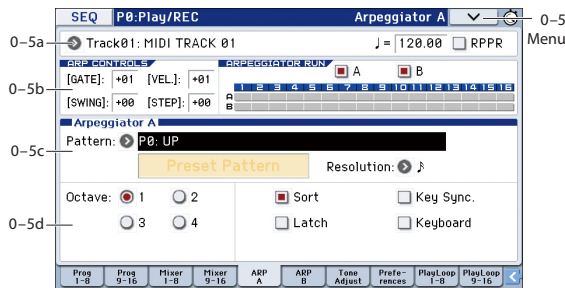 SEQ P0:Play/REC Arpeggiator A
0–5
Menu
0–5a
Track01: MIDI TRACK 01 ♩= 120.00 RPPR
0–5b
ARP CONTROLS ARPEGGIATOR RUN A B
[GATE]: +01 [VEL.]: +01
1 2 3 4 5 6 7 8 9 10 11 12 13 14 15 16
A
[SWING]: +00 [STEP]: +00
B
Arpeggiator A
0–5c
Pattern: P0: UP
Preset Pattern Resolution: ♪
0–5d
Octave: 1 2 Sort Key Sync.
3 4 Latch Keyboard
Prog 1-8 Prog 9-16 Mixer 1-8 Mixer 9-16 ARP A ARP B Tone Adjust Prefe- rences PlayLoop 1-8 PlayLoop 9-16